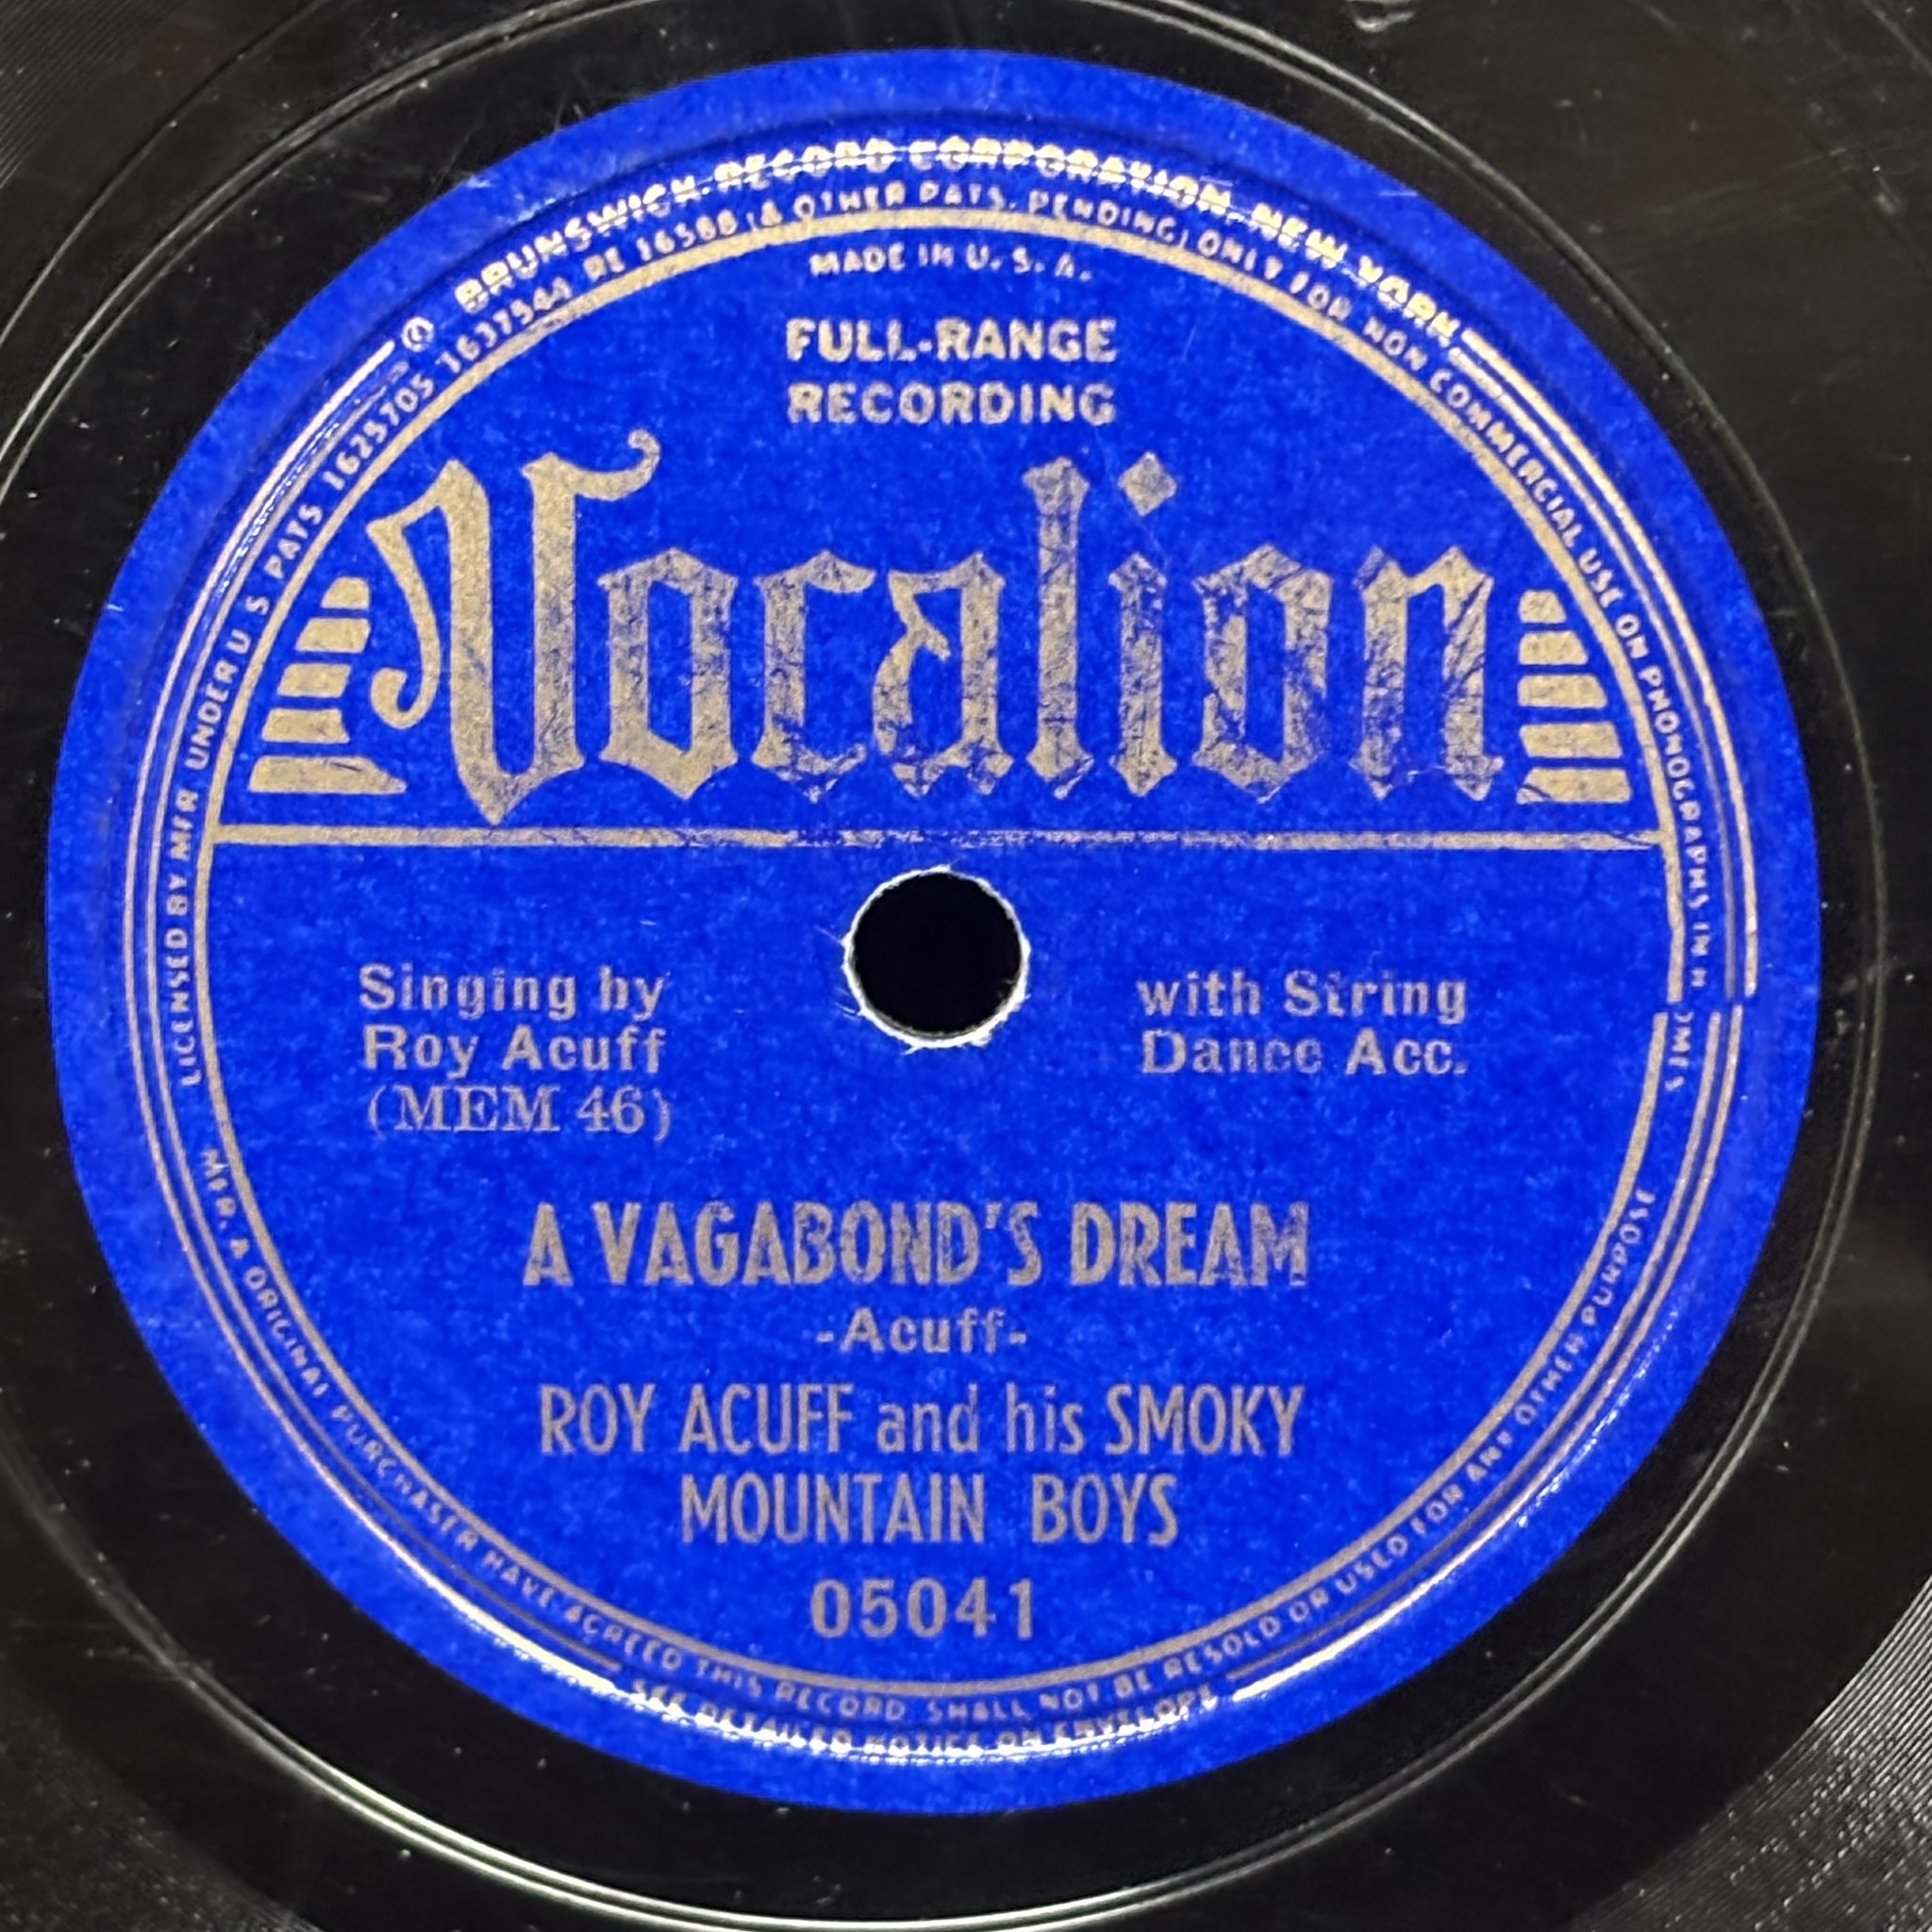 ℗ BRUNSWICK RECORD CORPORATION, NEW YORK,
LICENSED BY MFR UNDER U S PATS 1625705 1637544 RE 16588 (& OTHER PATS. PENDING) ONLY FOR NON COMMERCIAL USE ON PHONOGRAPHS IN H OMES
MADE IN U. S. A.
FULL-RANGE
RECORDING
Vocalion
Singing by
Roy Acuff
(MEM 46)
with String
Dance Acc.
A VAGABOND'S DREAM
-Acuff-
ROY ACUFF and his SMOKY
MOUNTAIN BOYS
05041
MFR. & ORIGINAL PURCHASER HAVE AGREED THIS RECORD SHALL NOT BE RESOLD OR USED FOR ANY OTHER PURPOSE
SEE DETAILED NOTICE ON ENVELOPE